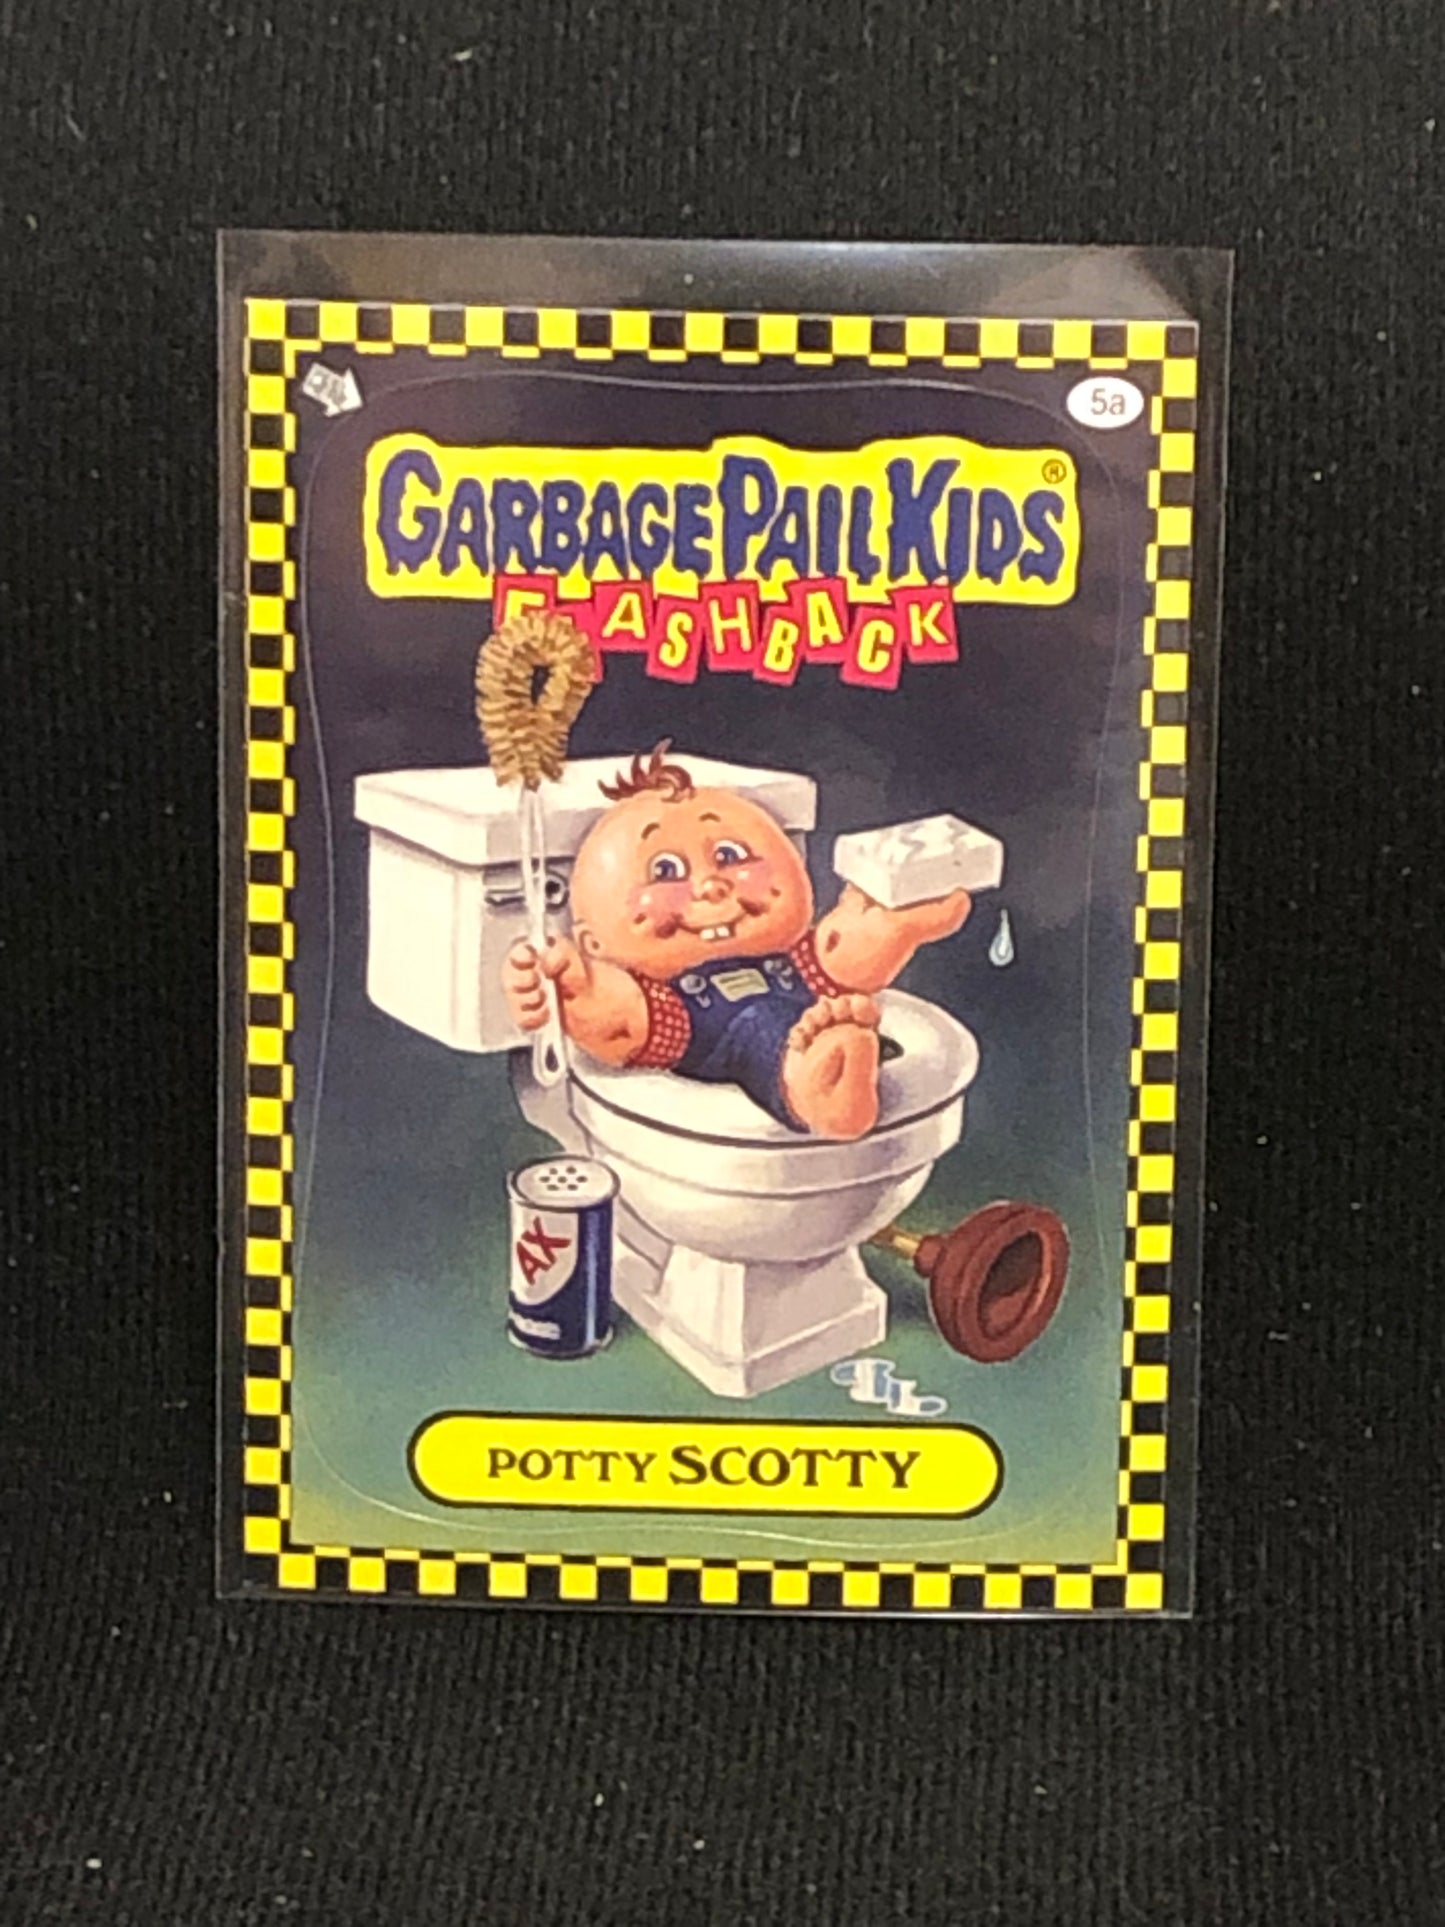 5a
GARBAGE PAIL KIDS®
FLASHBACK
AX
POTTY SCOTTY